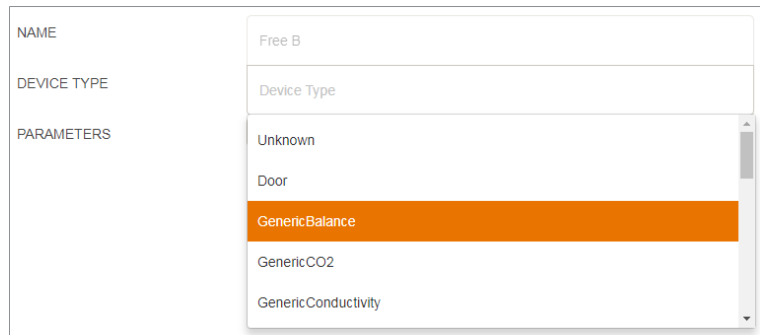 NAME
Free B
DEVICE TYPE
Device Type
PARAMETERS
Unknown
Door
GenericBalance
GenericCO2
GenericConductivity